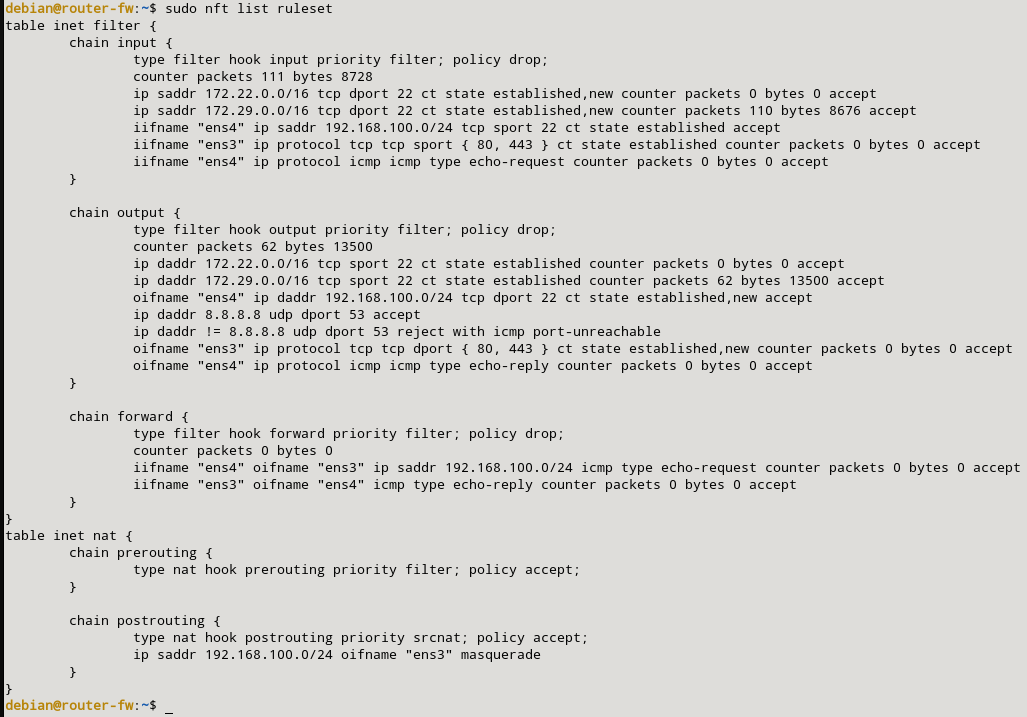 debian@router-fw:~$ sudo nft list ruleset
table inet filter {
        chain input {
                type filter hook input priority filter; policy drop;
                counter packets 111 bytes 8728
                ip saddr 172.22.0.0/16 tcp dport 22 ct state established,new counter packets 0 bytes 0 accept
                ip saddr 172.29.0.0/16 tcp dport 22 ct state established,new counter packets 110 bytes 8676 accept
                iifname "ens4" ip saddr 192.168.100.0/24 tcp sport 22 ct state established accept
                iifname "ens3" ip protocol tcp tcp sport { 80, 443 } ct state established counter packets 0 bytes 0 accept
                iifname "ens4" ip protocol icmp icmp type echo-request counter packets 0 bytes 0 accept
        }

        chain output {
                type filter hook output priority filter; policy drop;
                counter packets 62 bytes 13500
                ip daddr 172.22.0.0/16 tcp sport 22 ct state established counter packets 0 bytes 0 accept
                ip daddr 172.29.0.0/16 tcp sport 22 ct state established counter packets 62 bytes 13500 accept
                oifname "ens4" ip daddr 192.168.100.0/24 tcp dport 22 ct state established,new accept
                ip daddr 8.8.8.8 udp dport 53 accept
                ip daddr != 8.8.8.8 udp dport 53 reject with icmp port-unreachable
                oifname "ens3" ip protocol tcp tcp dport { 80, 443 } ct state established,new counter packets 0 bytes 0 accept
                oifname "ens4" ip protocol icmp icmp type echo-reply counter packets 0 bytes 0 accept
        }

        chain forward {
                type filter hook forward priority filter; policy drop;
                counter packets 0 bytes 0
                iifname "ens4" oifname "ens3" ip saddr 192.168.100.0/24 icmp type echo-request counter packets 0 bytes 0 accept
                iifname "ens3" oifname "ens4" icmp type echo-reply counter packets 0 bytes 0 accept
        }
}
table inet nat {
        chain prerouting {
                type nat hook prerouting priority filter; policy accept;
        }

        chain postrouting {
                type nat hook postrouting priority srcnat; policy accept;
                ip saddr 192.168.100.0/24 oifname "ens3" masquerade
        }
}
debian@router-fw:~$ _